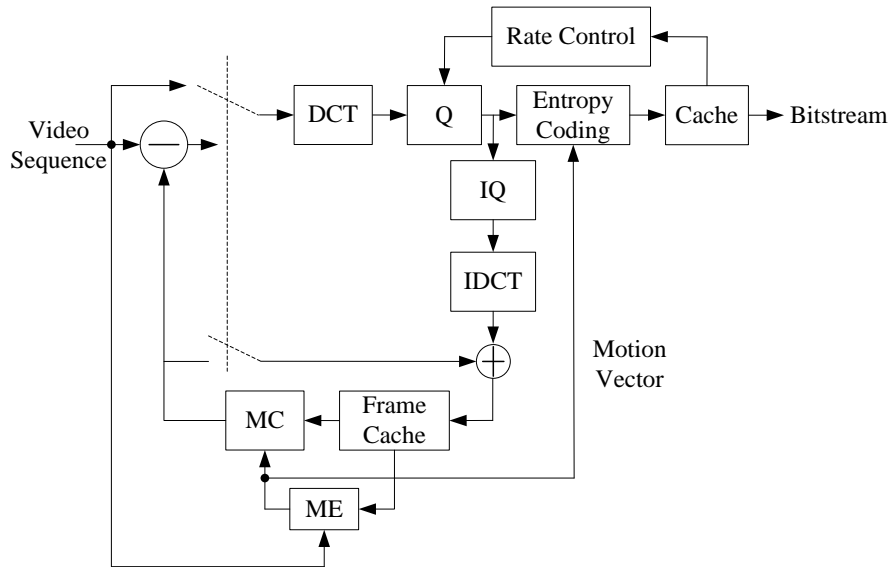 Rate Control
Video
Sequence
DCT
Q
Entropy
Coding
Cache
Bitstream
IQ
IDCT
Motion
Vector
MC
Frame
Cache
ME